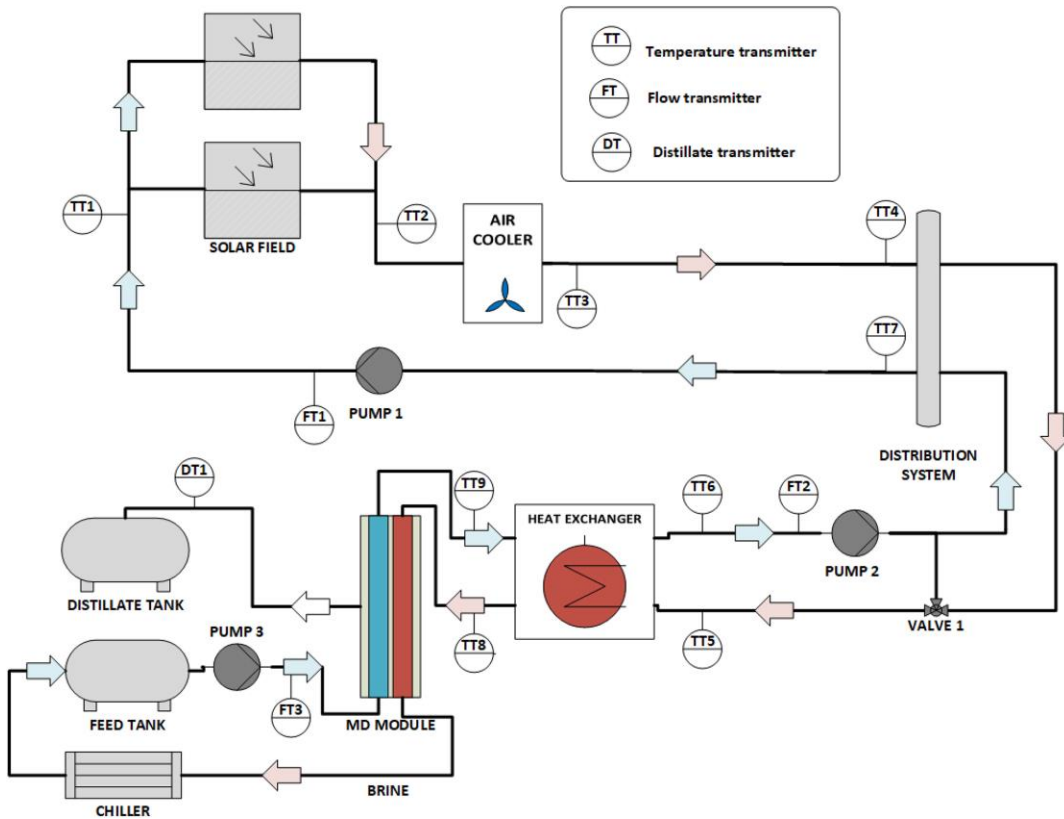 TT
Temperature transmitter
FT
Flow transmitter
DT
Distillate transmitter
TT1
SOLAR FIELD
TT2
AIR
COOLER
TT3
TT4
TT7
FT1
PUMP 1
DISTRIBUTION
SYSTEM
DT1
TT9
HEAT EXCHANGER
TT6
FT2
PUMP 2
DISTILLATE TANK
PUMP 3
TT8
TT5
VALVE 1
FEED TANK
FT3
MD MODULE
BRINE
CHILLER